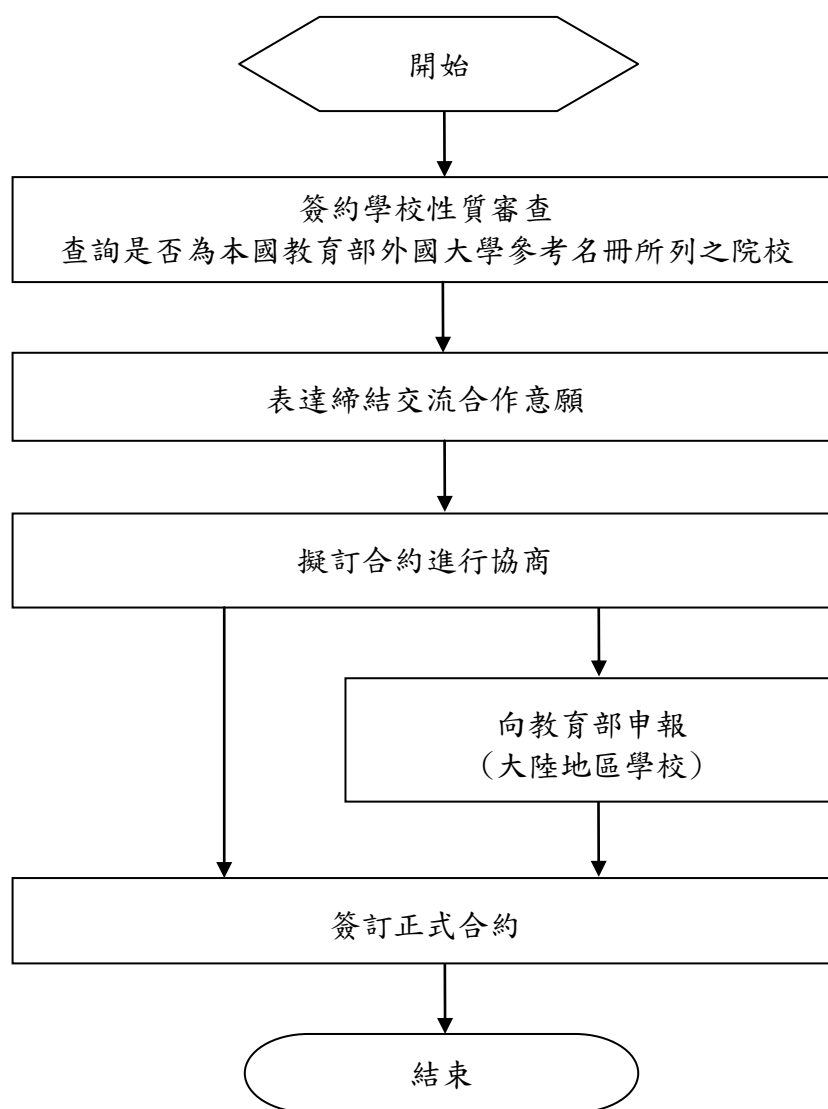 開始
簽約學校性質審查
查詢是否為本國教育部外國大學參考名冊所列之院校
表達締結交流合作意願
擬訂合約進行協商
向教育部申報
（大陸地區學校）
簽訂正式合約
結束